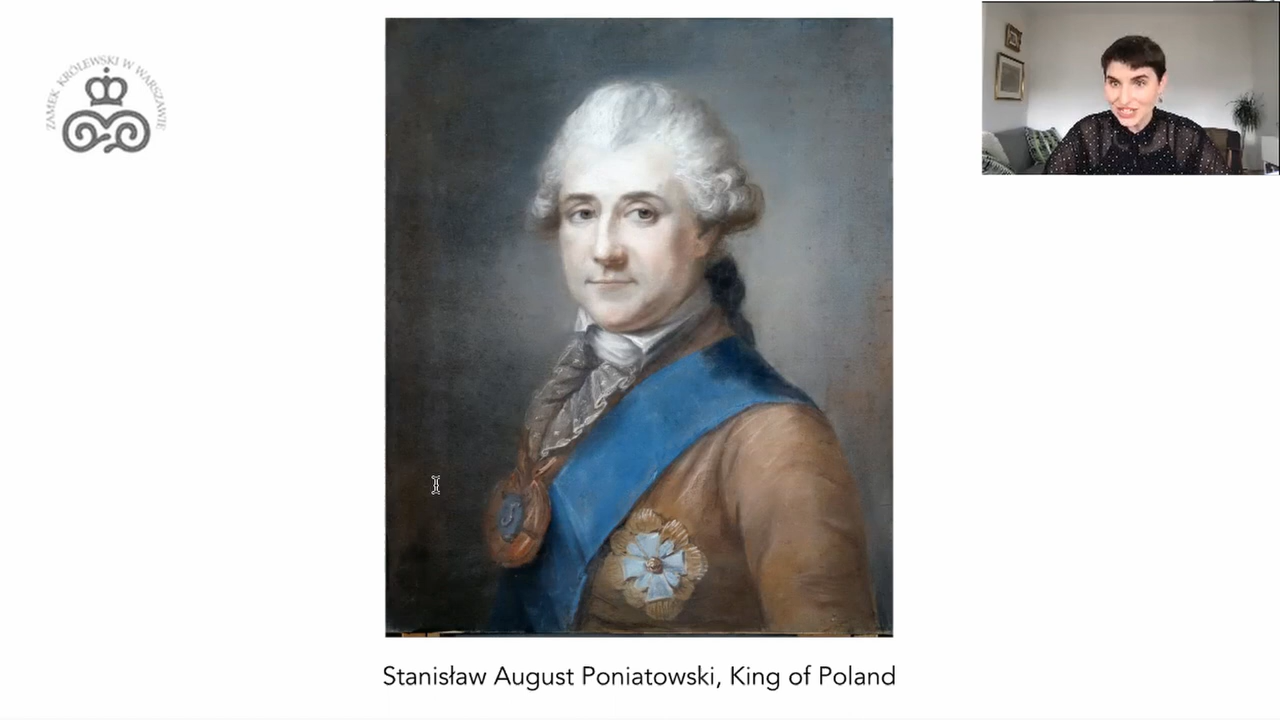 ZAMEK KRÓLEWSKI W WARSZAWIE
Stanisław August Poniatowski, King of Poland